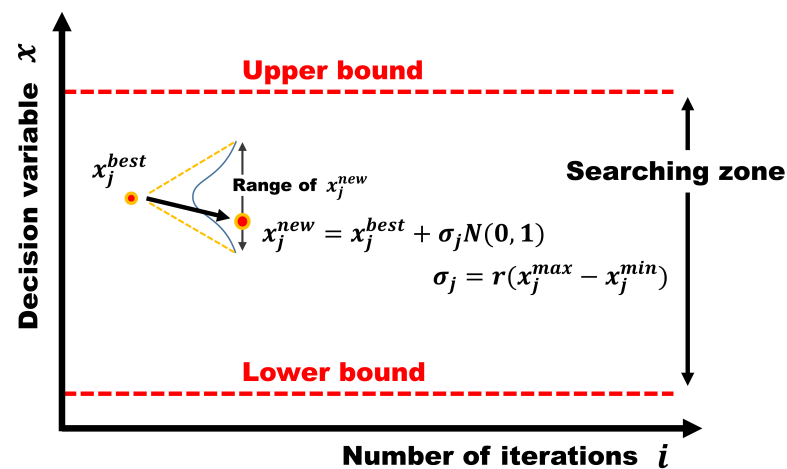 Decision variable x
Upper bound
x_j^{best}
Range of x_j^{new}
Searching zone
x_j^{new} = x_j^{best} + σ_j N(0, 1)
σ_j = r(x_j^{max} − x_j^{min})
Lower bound
Number of iterations i